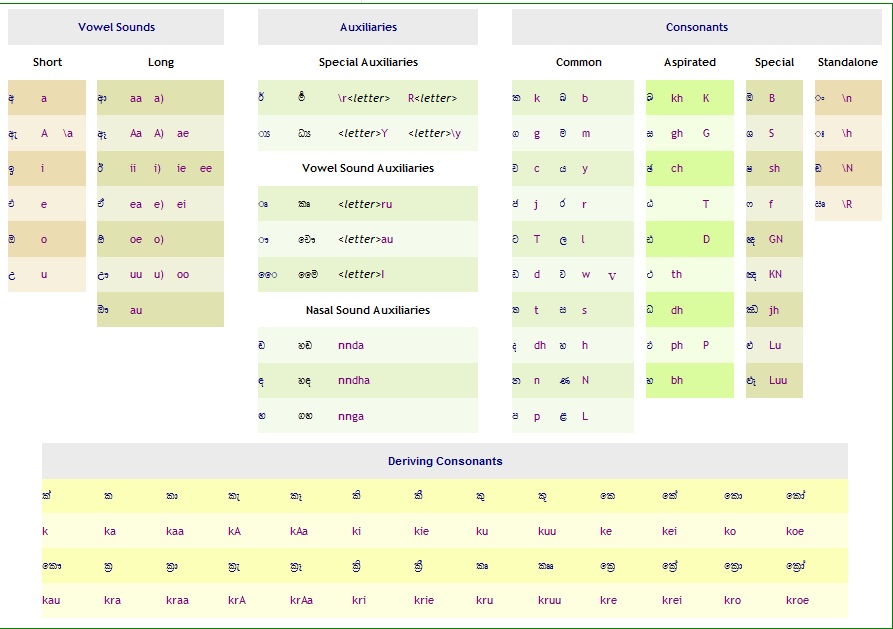 Vowel Sounds
Short
අ a
ඇ A \a
ඉ i
එ e
ඔ o
උ u
Long
ආ aa a)
ඈ Aa A) ae
ඊ ii i) ie ee
ඒ ea e) ei
ඕ oe o)
ඌ uu u) oo
ඖ au
Auxiliaries
Special Auxiliaries
\r<letter> R<letter>
<letter>Y <letter>\y
Vowel Sound Auxiliaries
ෘ කෘ <letter>ru
<letter>au
<letter>I
Nasal Sound Auxiliaries
nnda
ඳ හඳ nndha
nnga
Consonants
Common
ක k බ b
ග g ම m
ච c ය y
ජ j ර r
ට T ල l
ඩ d ව w v
ත t ස s
ද dh හ h
න n ණ N
ප p ළ L
Aspirated
ඛ kh K
ඝ gh G
ඡ ch
ඨ T
ඪ D
ථ th
ධ dh
ඵ ph P
භ bh
Special
ඹ B
ශ S
ෂ sh
ෆ f
ඥ GN
ඤ KN
ඣ jh
ළු Lu
ළූ Luu
Standalone
ං \n
ඃ \h
\N
\R
Deriving Consonants
ක් ක කා කැ කෑ කි කී කු කූ කෙ කේ කො කෝ
k ka kaa kA kAa ki kie ku kuu ke kei ko koe
කෞ ක්‍ර ක්‍රා ක්‍රැ ක්‍රෑ ක්‍රි ක්‍රී කෘ කෲ ක්‍රෙ ක්‍රේ ක්‍රො ක්‍රෝ
kau kra kraa krA krAa kri krie kru kruu kre krei kro kroe